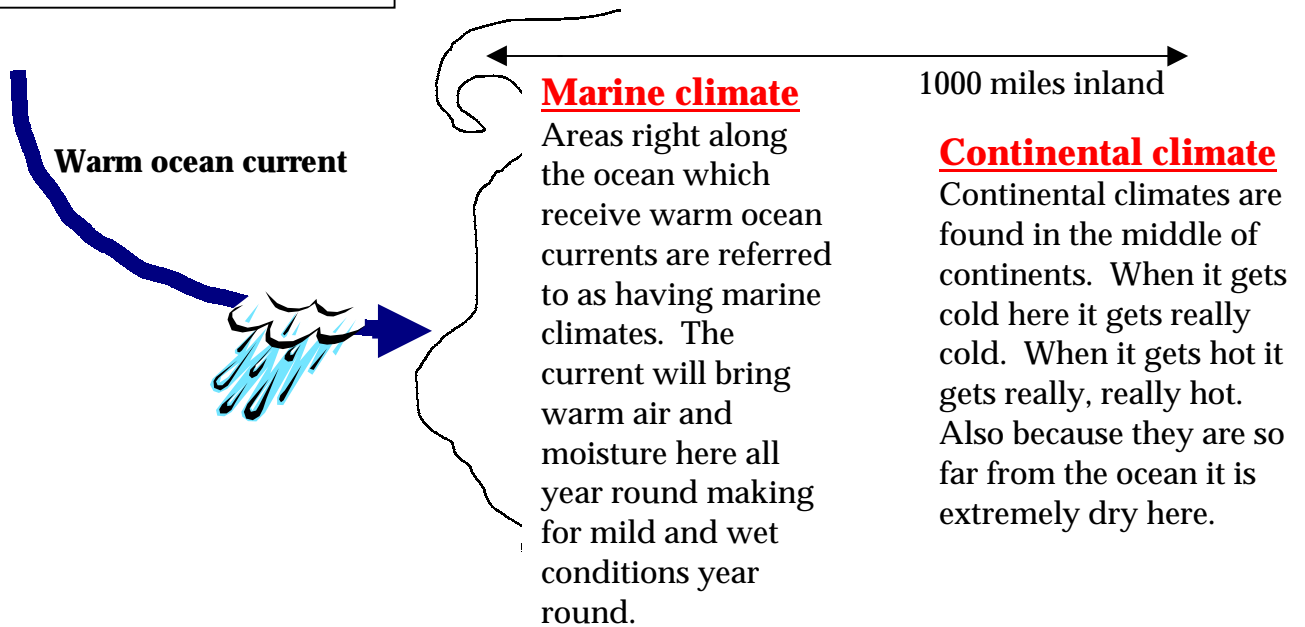 Warm ocean current
Marine climate
Areas right along
the ocean which
receive warm ocean
currents are referred
to as having marine
climates. The
current will bring
warm air and
moisture here all
year round making
for mild and wet
conditions year
round.
1000 miles inland
Continental climate
Continental climates are
found in the middle of
continents. When it gets
cold here it gets really
cold. When it gets hot it
gets really, really hot.
Also because they are so
far from the ocean it is
extremely dry here.